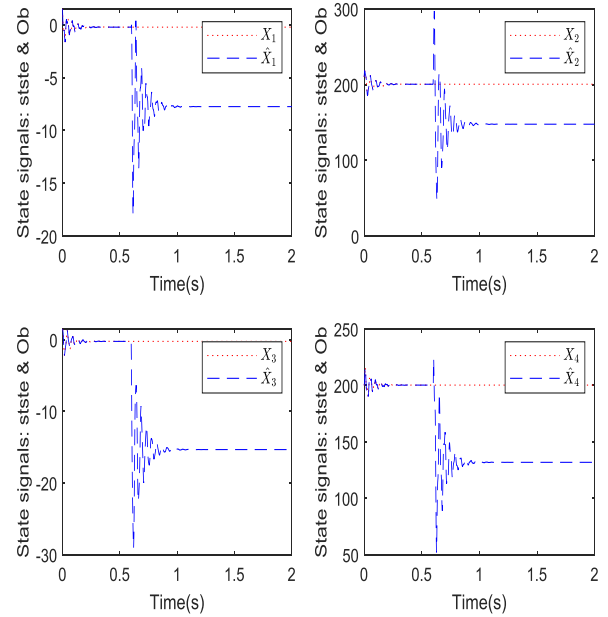 State signals: stste & Ob
0
-5
-10
-15
-20
X₁
X̂₁
0 0.5 1 1.5 2
Time(s)
State signals: stste & Ob
300
200
100
0
X₂
X̂₂
0 0.5 1 1.5 2
Time(s)
State signals: stste & Ob
0
-10
-20
-30
X₃
X̂₃
0 0.5 1 1.5 2
Time(s)
State signals: stste & Ob
250
200
150
100
50
X₄
X̂₄
0 0.5 1 1.5 2
Time(s)